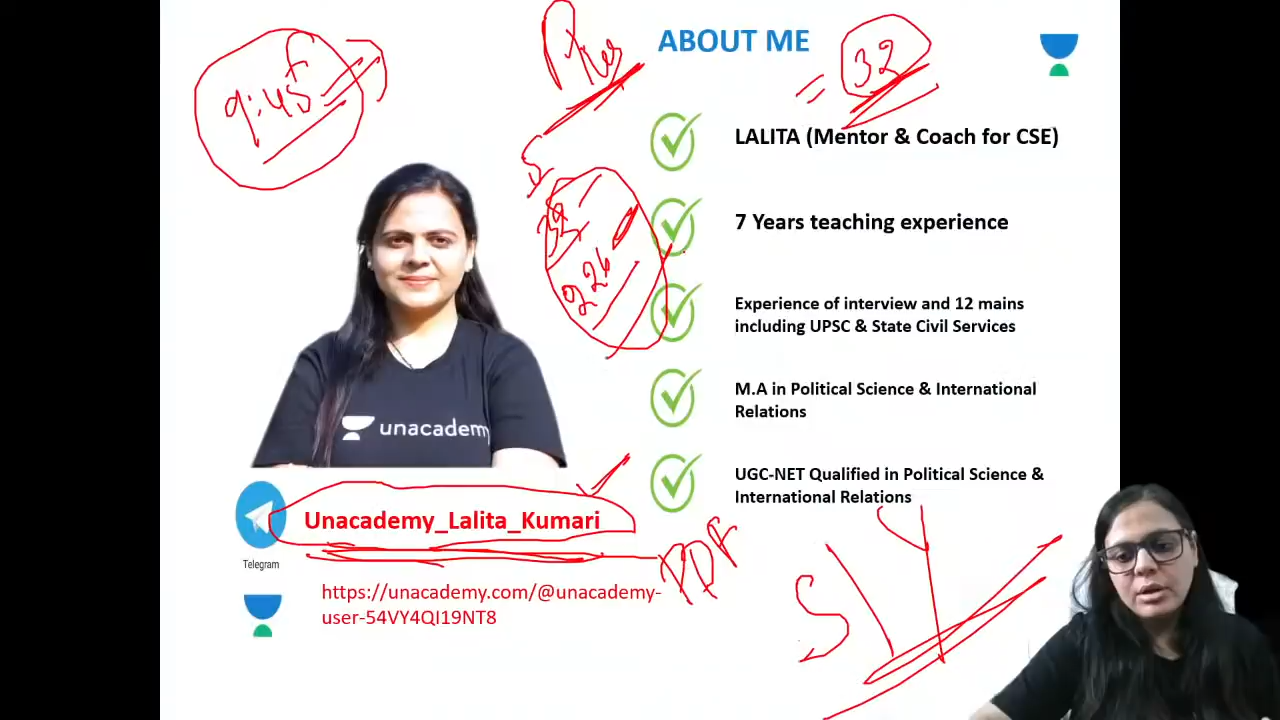 ABOUT ME
= 32
9:45
LALITA (Mentor & Coach for CSE)
7 Years teaching experience
Experience of interview and 12 mains
including UPSC & State Civil Services
M.A in Political Science & International
Relations
UGC-NET Qualified in Political Science &
International Relations
unacademy
Unacademy_Lalita_Kumari
Telegram
PDF
https://unacademy.com/@unacademy-
user-54VY4QI19NT8